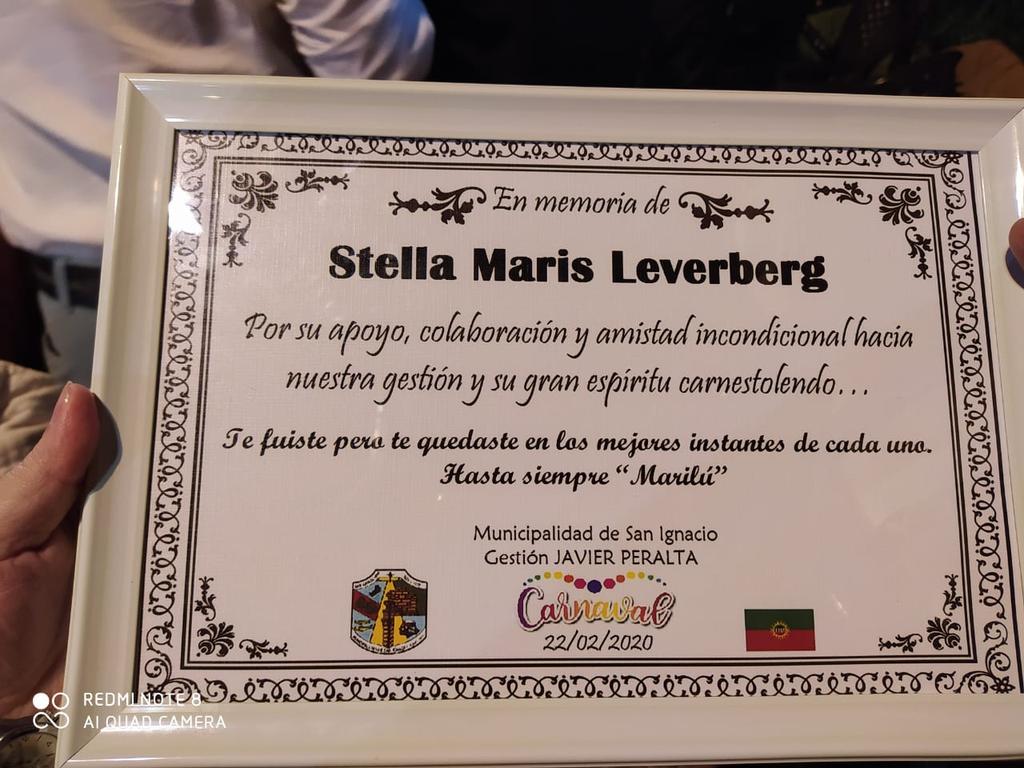 En memoria de
Stella Maris Leverberg
Por su apoyo, colaboración y amistad incondicional hacia
nuestra gestión y su gran espíritu carnestolendo...
Te fuiste pero te quedaste en los mejores instantes de cada uno.
Hasta siempre “Marilú”
Municipalidad de San Ignacio
Gestión JAVIER PERALTA
Carnaval
22/02/2020
REDMI NOTE 8
AI QUAD CAMERA